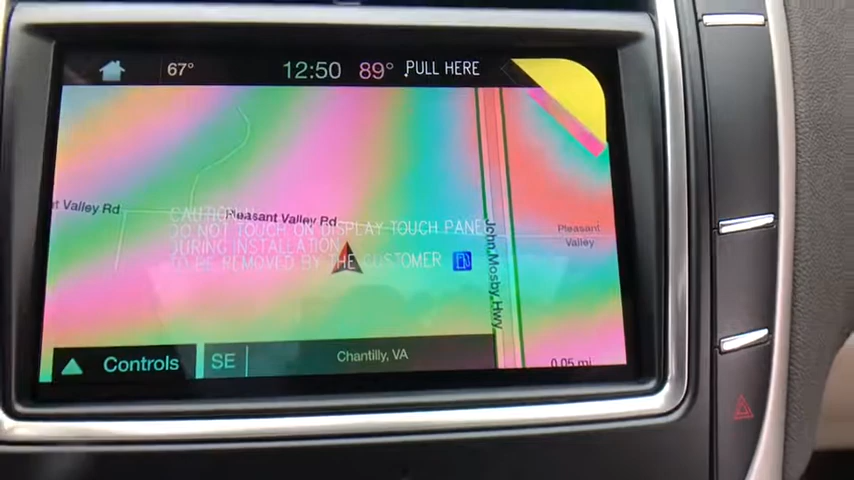 67° 12:50 89° PULL HERE
Valley Rd
Pleasant Valley Rd
CAUTION
DO NOT TOUCH ON DISPLAY TOUCH PANEL
DURING INSTALLATION
TO BE REMOVED BY THE CUSTOMER
John Mosby Hwy
Pleasant
Valley
0.05 mi
Controls
SE
Chantilly, VA